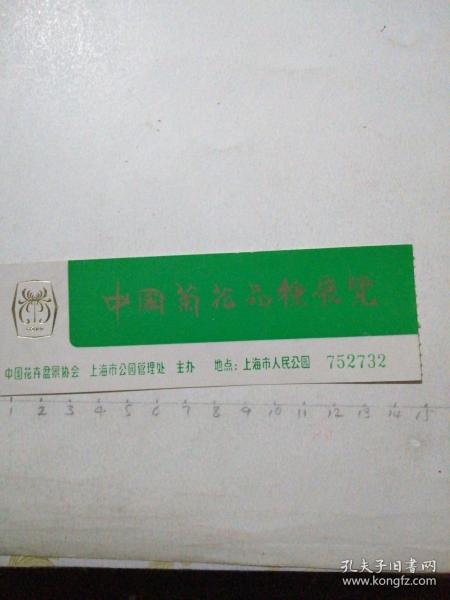 中国菊花品种展览
中国花卉盆景协会 上海市公园管理处 主办 地点：上海市人民公园 752732
1 2 3 4 5 6 7 8 9 10 11 12 13 14 15
孔夫子旧书网
www.kongfz.com